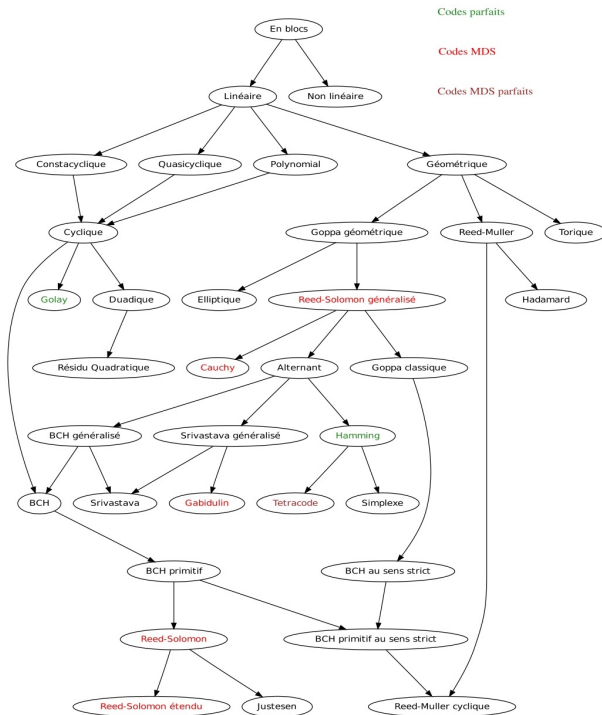 Codes parfaits
En blocs
Codes MDS
Codes MDS parfaits
Linéaire
Non linéaire
Constacyclique
Quasicyclique
Polynomial
Géométrique
Cyclique
Goppa géométrique
Reed-Muller
Torique
Golay
Duadique
Elliptique
Reed-Solomon généralisé
Hadamard
Résidu Quadratique
Cauchy
Alternant
Goppa classique
BCH généralisé
Srivastava généralisé
Hamming
BCH
Srivastava
Gabidulin
Tetracode
Simplexe
BCH primitif
BCH au sens strict
Reed-Solomon
BCH primitif au sens strict
Reed-Solomon étendu
Justesen
Reed-Muller cyclique